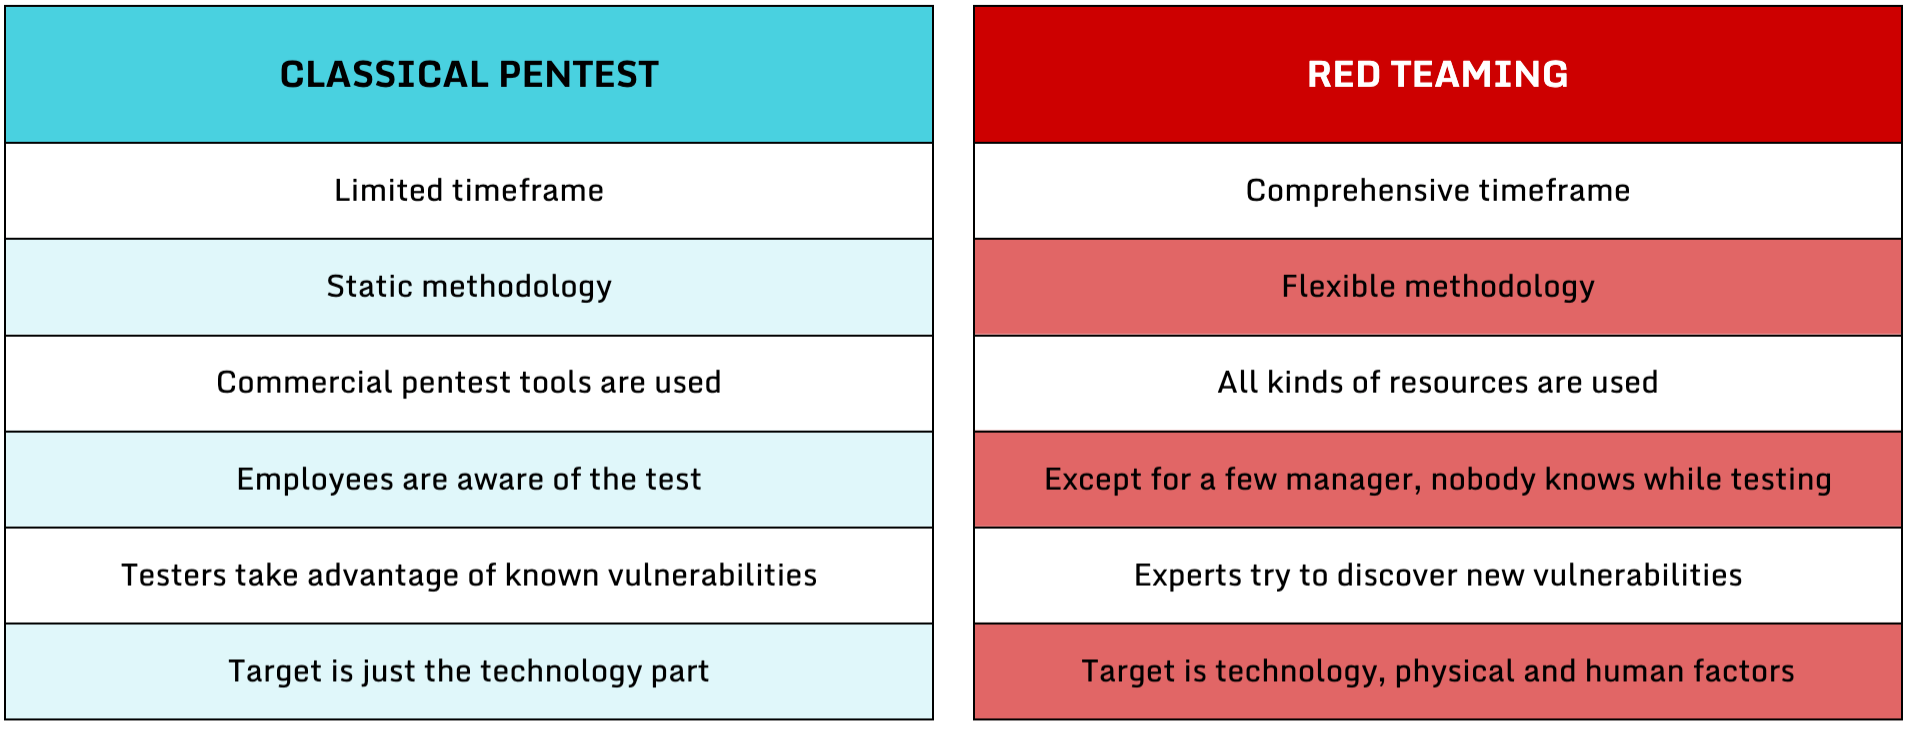 CLASSICAL PENTEST
Limited timeframe
Static methodology
Commercial pentest tools are used
Employees are aware of the test
Testers take advantage of known vulnerabilities
Target is just the technology part
RED TEAMING
Comprehensive timeframe
Flexible methodology
All kinds of resources are used
Except for a few manager, nobody knows while testing
Experts try to discover new vulnerabilities
Target is technology, physical and human factors